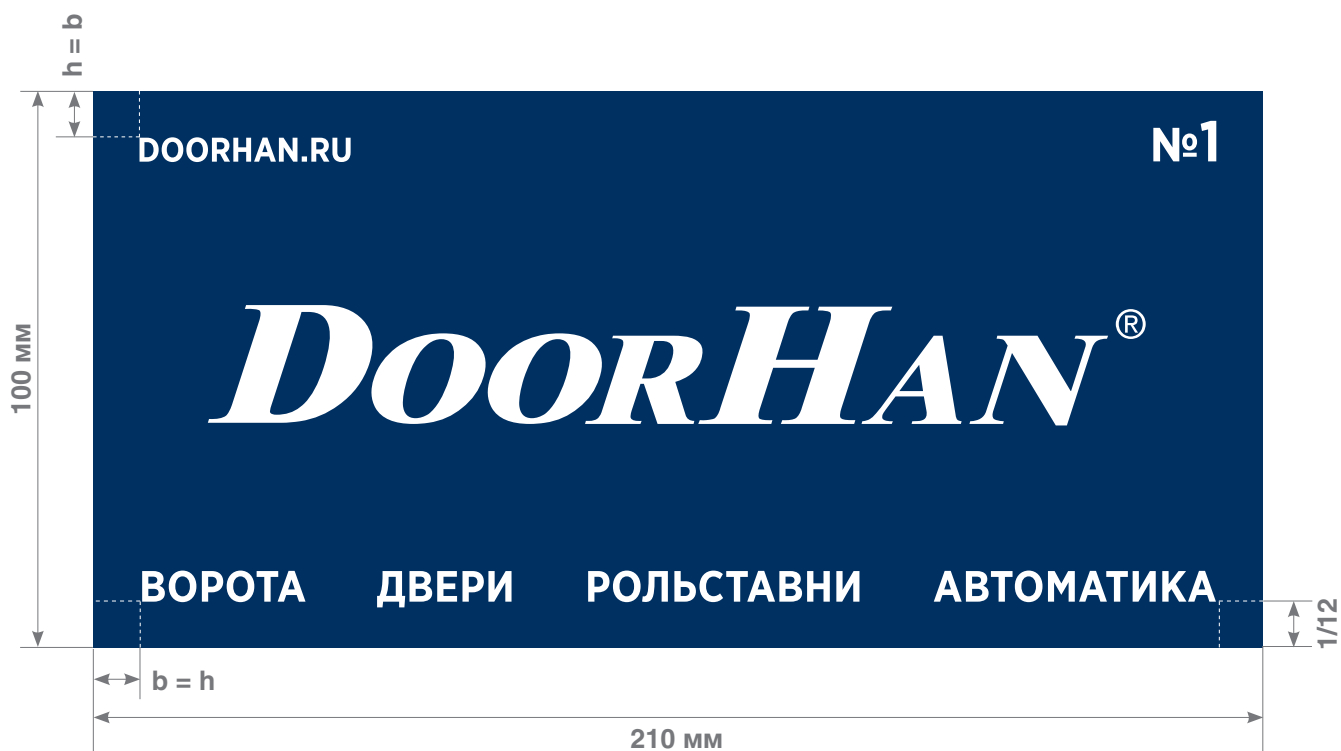 h = b
DOORHAN.RU
№1
100 мм
DOORHAN®
ВОРОТА ДВЕРИ РОЛЬСТАВНИ АВТОМАТИКА
1/12
b = h
210 мм